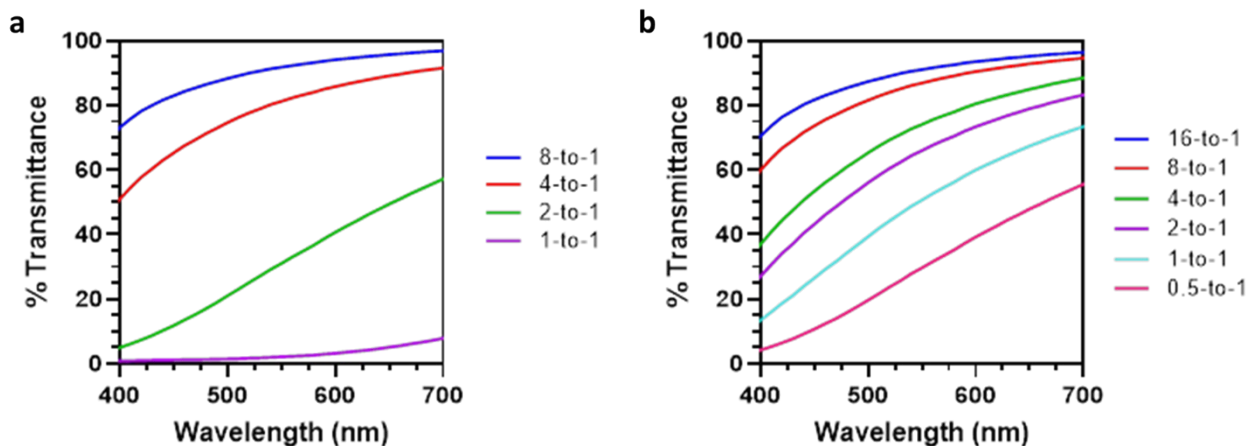 a
% Transmittance
100
80
60
40
20
0
400
500
600
700
Wavelength (nm)
8-to-1
4-to-1
2-to-1
1-to-1
b
% Transmittance
100
80
60
40
20
0
400
500
600
700
Wavelength (nm)
16-to-1
8-to-1
4-to-1
2-to-1
1-to-1
0.5-to-1